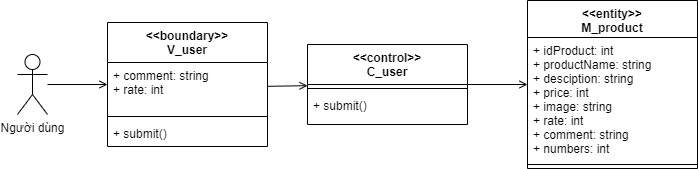 Người dùng
<<boundary>>
V_user
+ comment: string
+ rate: int
+ submit()
<<control>>
C_user
+ submit()
<<entity>>
M_product
+ idProduct: int
+ productName: string
+ desciption: string
+ price: int
+ image: string
+ rate: int
+ comment: string
+ numbers: int